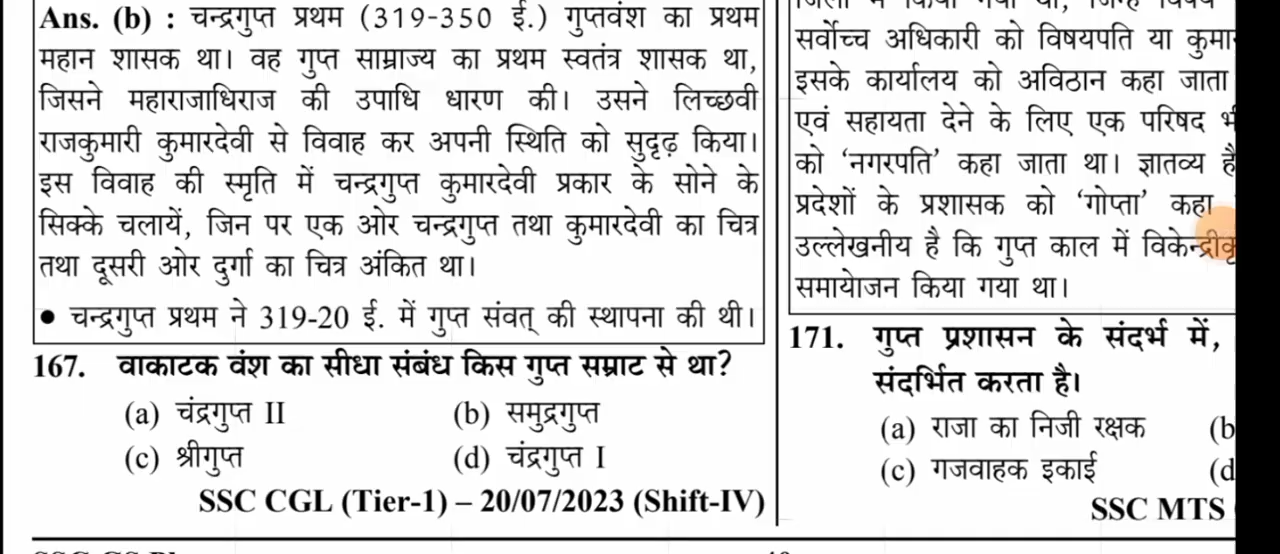 Ans. (b) : चन्द्रगुप्त प्रथम (319-350 ई.) गुप्तवंश का प्रथम
महान शासक था। वह गुप्त साम्राज्य का प्रथम स्वतंत्र शासक था,
जिसने महाराजाधिराज की उपाधि धारण की। उसने लिच्छवी
राजकुमारी कुमारदेवी से विवाह कर अपनी स्थिति को सुदृढ़ किया।
इस विवाह की स्मृति में चन्द्रगुप्त कुमारदेवी प्रकार के सोने के
सिक्के चलायें, जिन पर एक ओर चन्द्रगुप्त तथा कुमारदेवी का चित्र
तथा दूसरी ओर दुर्गा का चित्र अंकित था।
• चन्द्रगुप्त प्रथम ने 319-20 ई. में गुप्त संवत् की स्थापना की थी।
167. वाकाटक वंश का सीधा संबंध किस गुप्त सम्राट से था?
(a) चंद्रगुप्त II (b) समुद्रगुप्त
(c) श्रीगुप्त (d) चंद्रगुप्त I
SSC CGL (Tier-1) – 20/07/2023 (Shift-IV)
सर्वोच्च अधिकारी को विषयपति या
इसके कार्यालय को अविठान कहा जाता
एवं सहायता देने के लिए एक परिषद
को ‘नगरपति’ कहा जाता था। ज्ञातव्य है
प्रदेशों के प्रशासक को ‘गोप्ता’ कहा
उल्लेखनीय है कि गुप्त काल में
समायोजन किया गया था।
171. गुप्त प्रशासन के संदर्भ में,
संदर्भित करता है।
(a) राजा का निजी रक्षक (b
(c) गजवाहक इकाई (d
SSC MTS